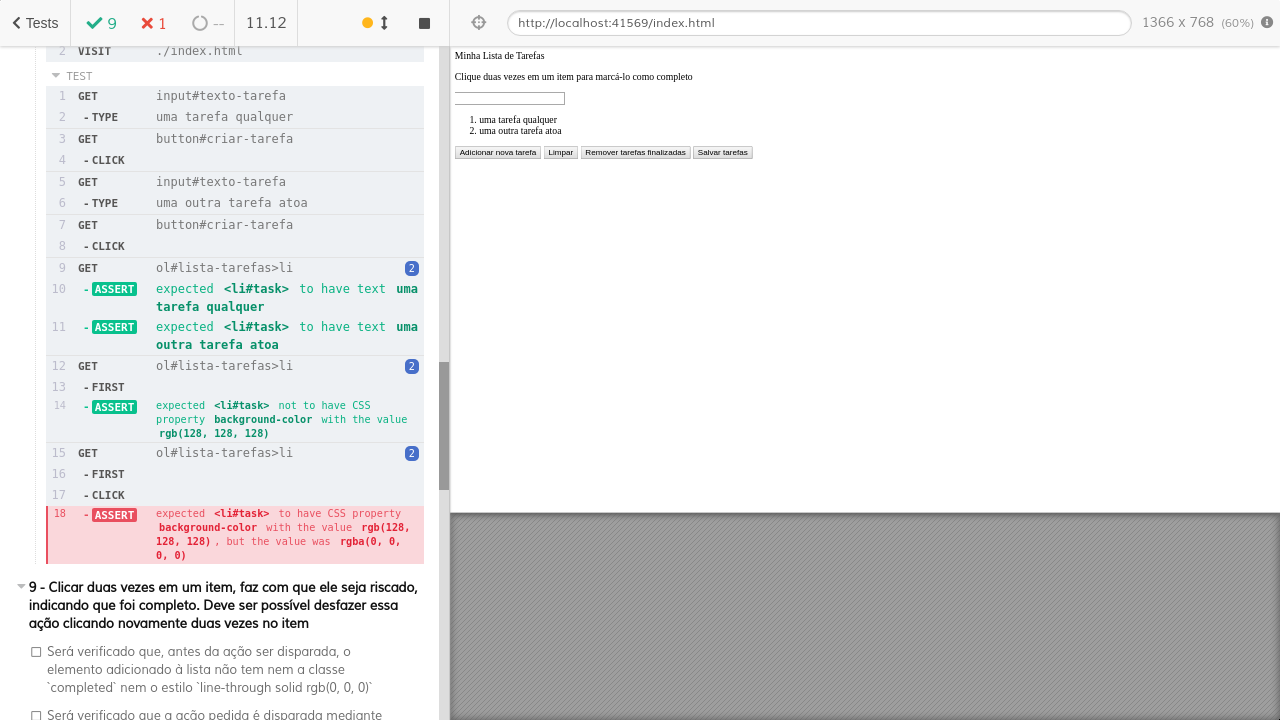 Tests 9 1 -- 11.12 http://localhost:41569/index.html 1366 x 768 (60%)
2 VISIT ./index.html
TEST
1 GET input#texto-tarefa
2 - TYPE uma tarefa qualquer
3 GET button#criar-tarefa
4 - CLICK
5 GET input#texto-tarefa
6 - TYPE uma outra tarefa atoa
7 GET button#criar-tarefa
8 - CLICK
9 GET ol#lista-tarefas>li 2
10 - ASSERT expected <li#task> to have text uma
tarefa qualquer
11 - ASSERT expected <li#task> to have text uma
outra tarefa atoa
12 GET ol#lista-tarefas>li 2
13 - FIRST
14 - ASSERT expected <li#task> not to have CSS
property background-color with the value
rgb(128, 128, 128)
15 GET ol#lista-tarefas>li 2
16 - FIRST
17 - CLICK
18 - ASSERT expected <li#task> to have CSS property
background-color with the value rgb(128,
128, 128) , but the value was rgba(0, 0,
0, 0)
9 - Clicar duas vezes em um item, faz com que ele seja riscado,
indicando que foi completo. Deve ser possível desfazer essa
ação clicando novamente duas vezes no item
Será verificado que, antes da ação ser disparada, o
elemento adicionado à lista não tem nem a classe
`completed` nem o estilo `line-through solid rgb(0, 0, 0)`
Será verificado que a ação pedida é disparada mediante
Minha Lista de Tarefas
Clique duas vezes em um item para marcá-lo como completo
1. uma tarefa qualquer
2. uma outra tarefa atoa
Adicionar nova tarefa Limpar Remover tarefas finalizadas Salvar tarefas